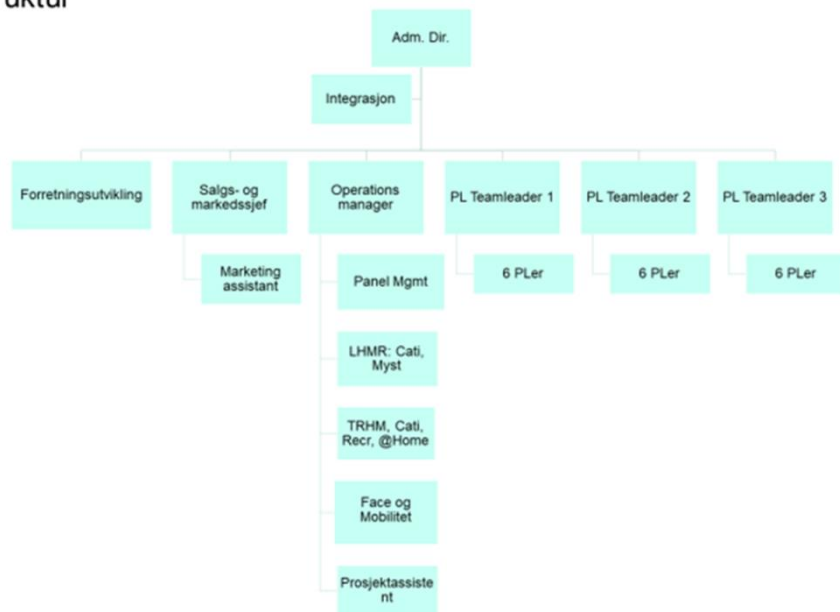 Adm. Dir.
Integrasjon
Forretningsutvikling
Salgs- og
markedssjef
Operations
manager
PL Teamleader 1
PL Teamleader 2
PL Teamleader 3
Marketing
assistant
Panel Mgmt
6 PLer
6 PLer
6 PLer
LHMR: Cati,
Myst
TRHM, Cati,
Recr, @Home
Face og
Mobilitet
Prosjektassiste
nt